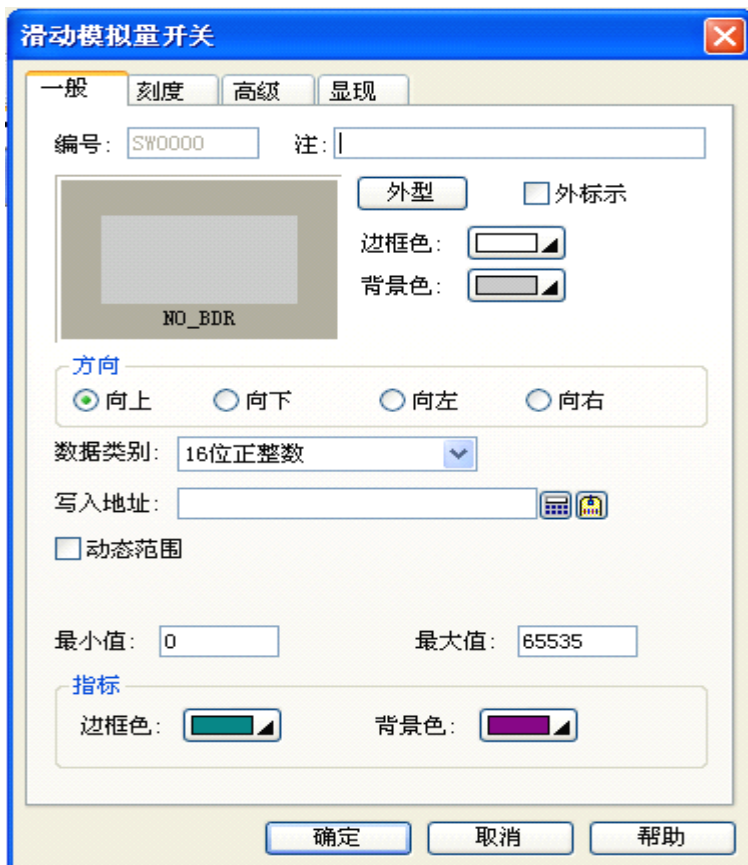 滑动模拟量开关
一般 刻度 高级 显现
编号: SW0000 注:
外型 外标示
边框色:
背景色:
NO_BDR
方向
向上 向下 向左 向右
数据类别: 16位正整数
写入地址:
动态范围
最小值: 0 最大值: 65535
指标
边框色: 背景色:
确定 取消 帮助